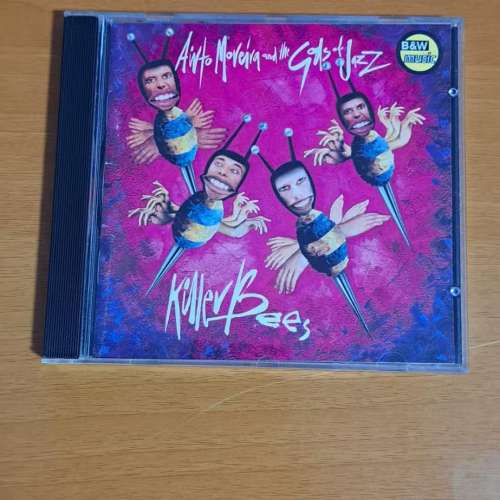 Airto Moreira and the Gods of Jazz
B&W
music
Killer Bees